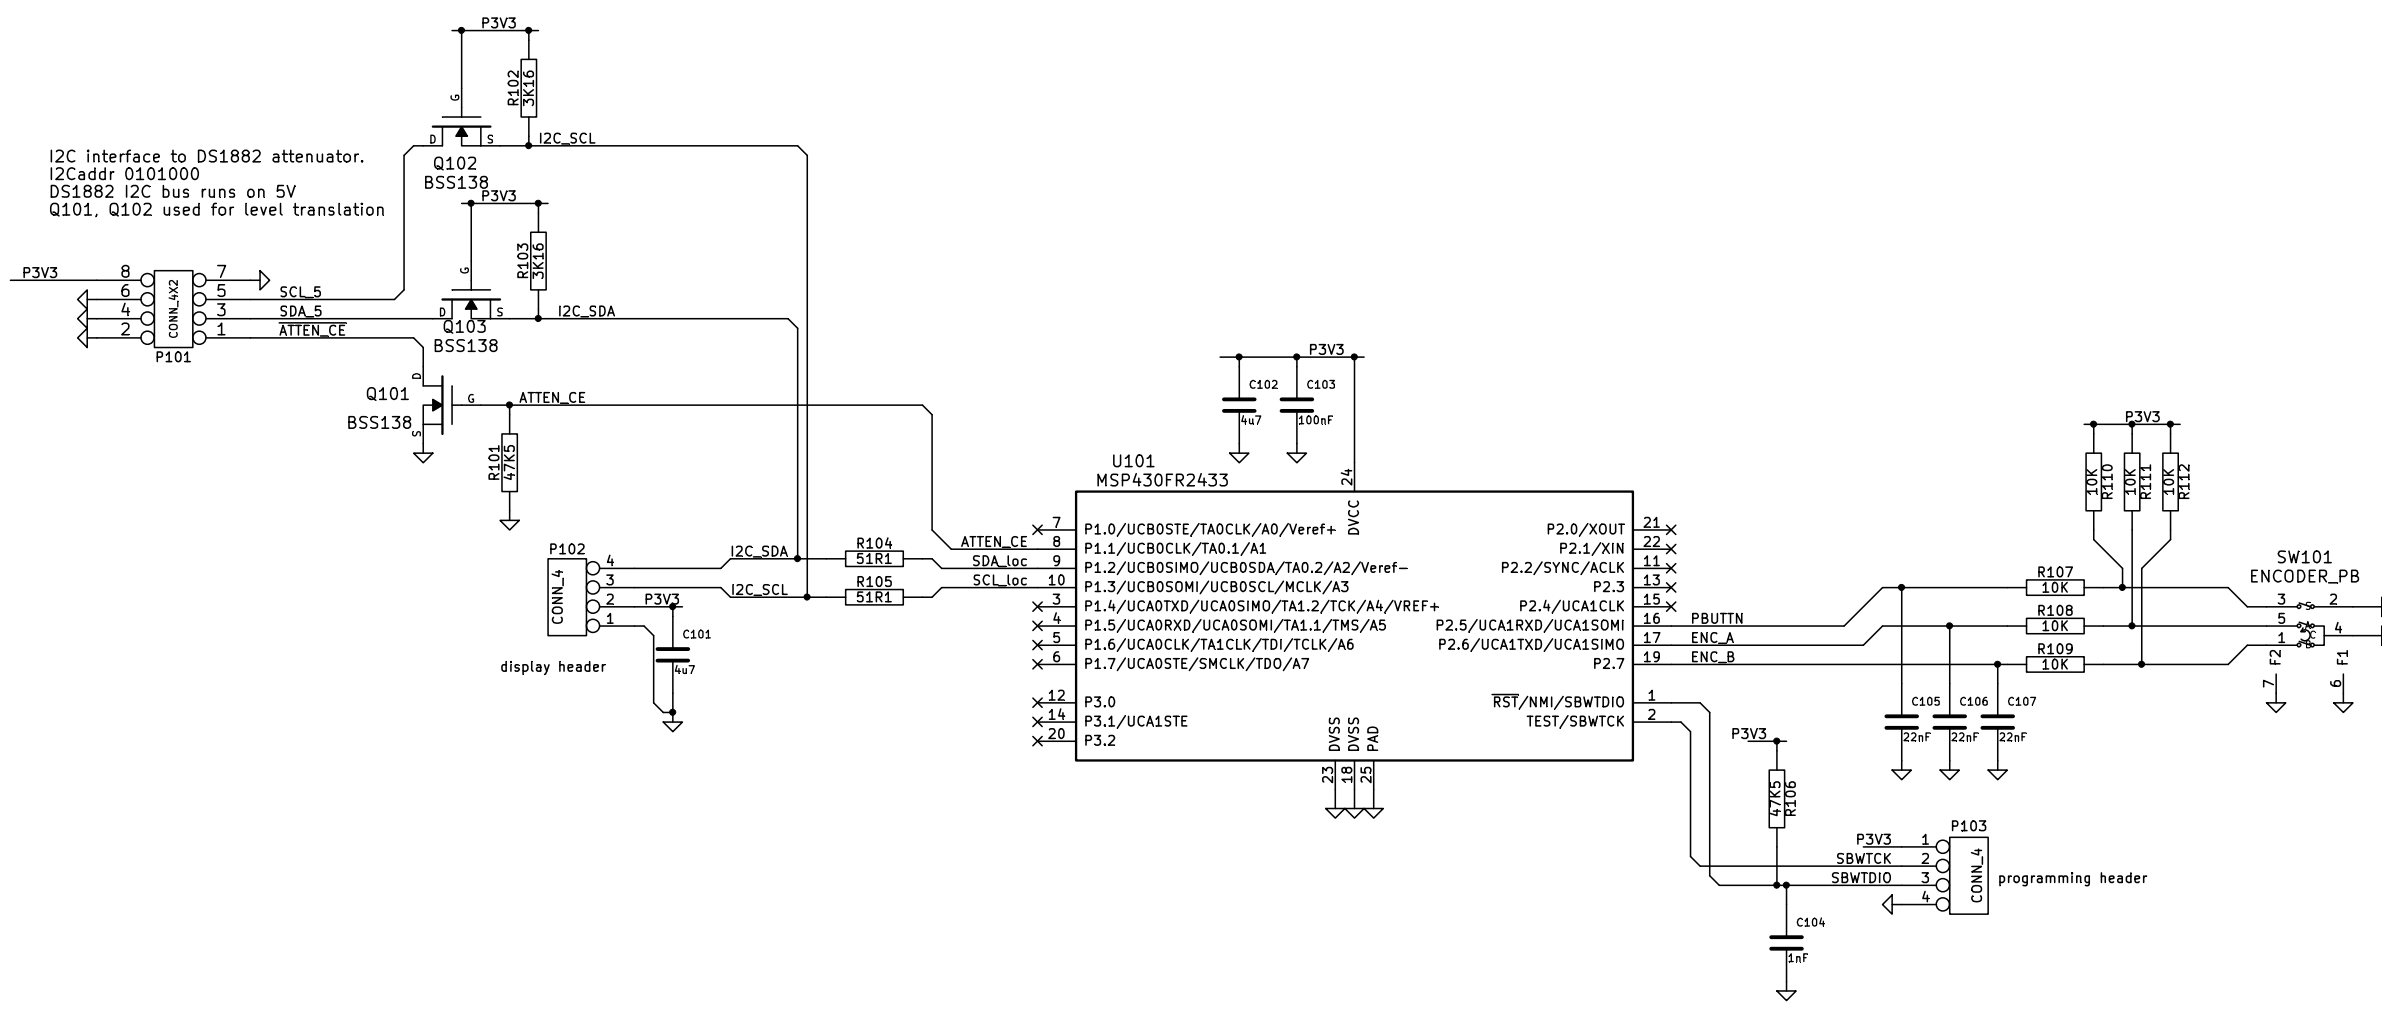 P3V3
R102
3K16
G
D
S
I2C_SCL
Q102
BSS138
I2C interface to DS1882 attenuator.
I2Caddr 0101000
DS1882 I2C bus runs on 5V
Q101, Q102 used for level translation
P3V3
R103
3K16
G
D
S
I2C_SDA
Q103
BSS138
P3V3
8
6
4
2
CONN_4X2
7
5
3
1
P101
SCL_5
SDA_5
ATTEN_CE
D
G
S
Q101
BSS138
ATTEN_CE
R101
47K5
P102
CONN_4
4
3
2
1
I2C_SDA
I2C_SCL
P3V3
C101
4u7
display header
R104
51R1
R105
51R1
ATTEN_CE
SDA_loc
SCL_loc
P3V3
C102
4u7
C103
100nF
U101
MSP430FR2433
24
DVCC
7 P1.0/UCB0STE/TA0CLK/A0/Veref+
8 P1.1/UCB0CLK/TA0.1/A1
9 P1.2/UCB0SIMO/UCB0SDA/TA0.2/A2/Veref-
10 P1.3/UCB0SOMI/UCB0SCL/MCLK/A3
3 P1.4/UCA0TXD/UCA0SIMO/TA1.2/TCK/A4/VREF+
4 P1.5/UCA0RXD/UCA0SOMI/TA1.1/TMS/A5
5 P1.6/UCA0CLK/TA1CLK/TDI/TCLK/A6
6 P1.7/UCA0STE/SMCLK/TDO/A7
12 P3.0
14 P3.1/UCA1STE
20 P3.2
P2.0/XOUT 21
P2.1/XIN 22
P2.2/SYNC/ACLK 11
P2.3 13
P2.4/UCA1CLK 15
P2.5/UCA1RXD/UCA1SOMI 16
P2.6/UCA1TXD/UCA1SIMO 17
P2.7 19
RST/NMI/SBWTDIO 1
TEST/SBWTCK 2
DVSS
DVSS
PAD
23
18
25
PBUTTN
ENC_A
ENC_B
P3V3
10K
R110
10K
R111
10K
R112
R107
10K
R108
10K
R109
10K
C105
22nF
C106
22nF
C107
22nF
SW101
ENCODER_PB
3
2
5
4
1
A
C
B
F2
7
F1
6
P3V3
47K5
R106
P103
CONN_4
P3V3 1
SBWTCK 2
SBWTDIO 3
4
programming header
C104
1nF